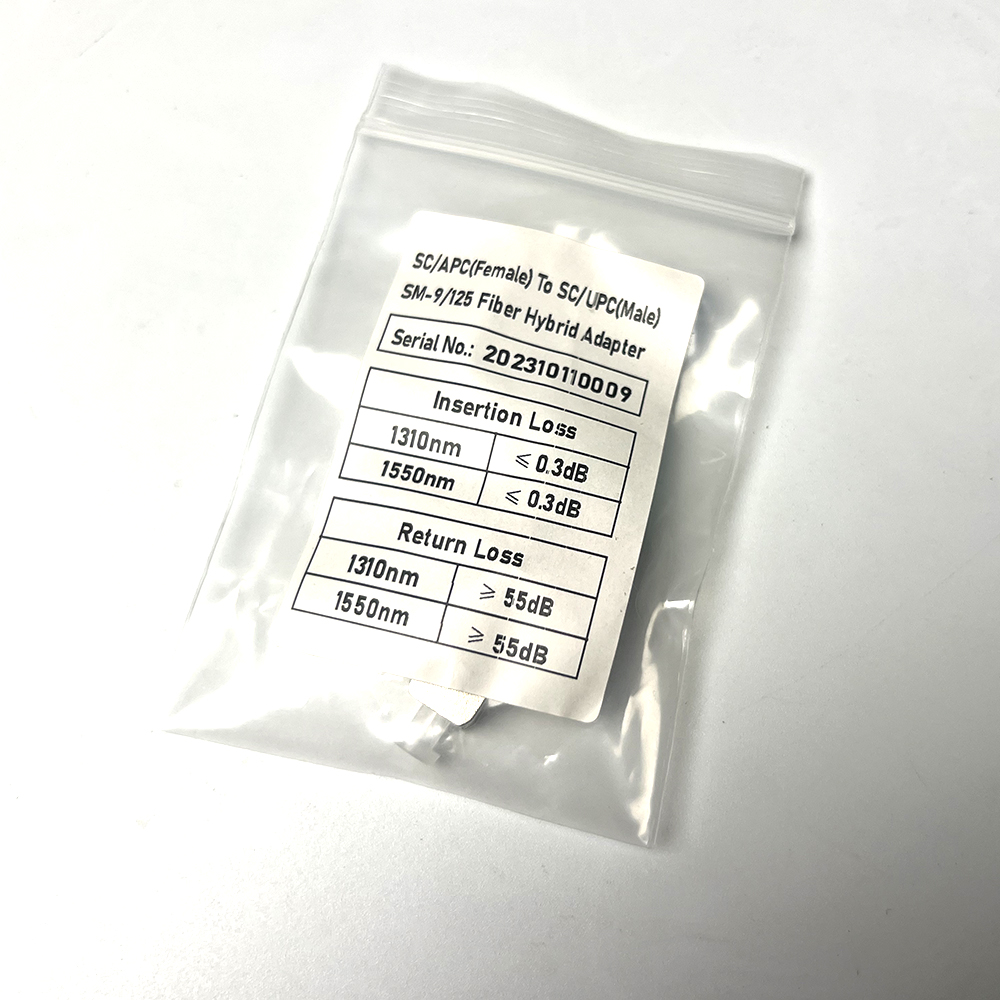 SC/APC(Female) To SC/UPC(Male)
SM-9/125 Fiber Hybrid Adapter
Serial No.: 202310110009
Insertion Loss
1310nm ≤ 0.3dB
1550nm ≤ 0.3dB
Return Loss
1310nm ≥ 55dB
1550nm ≥ 55dB